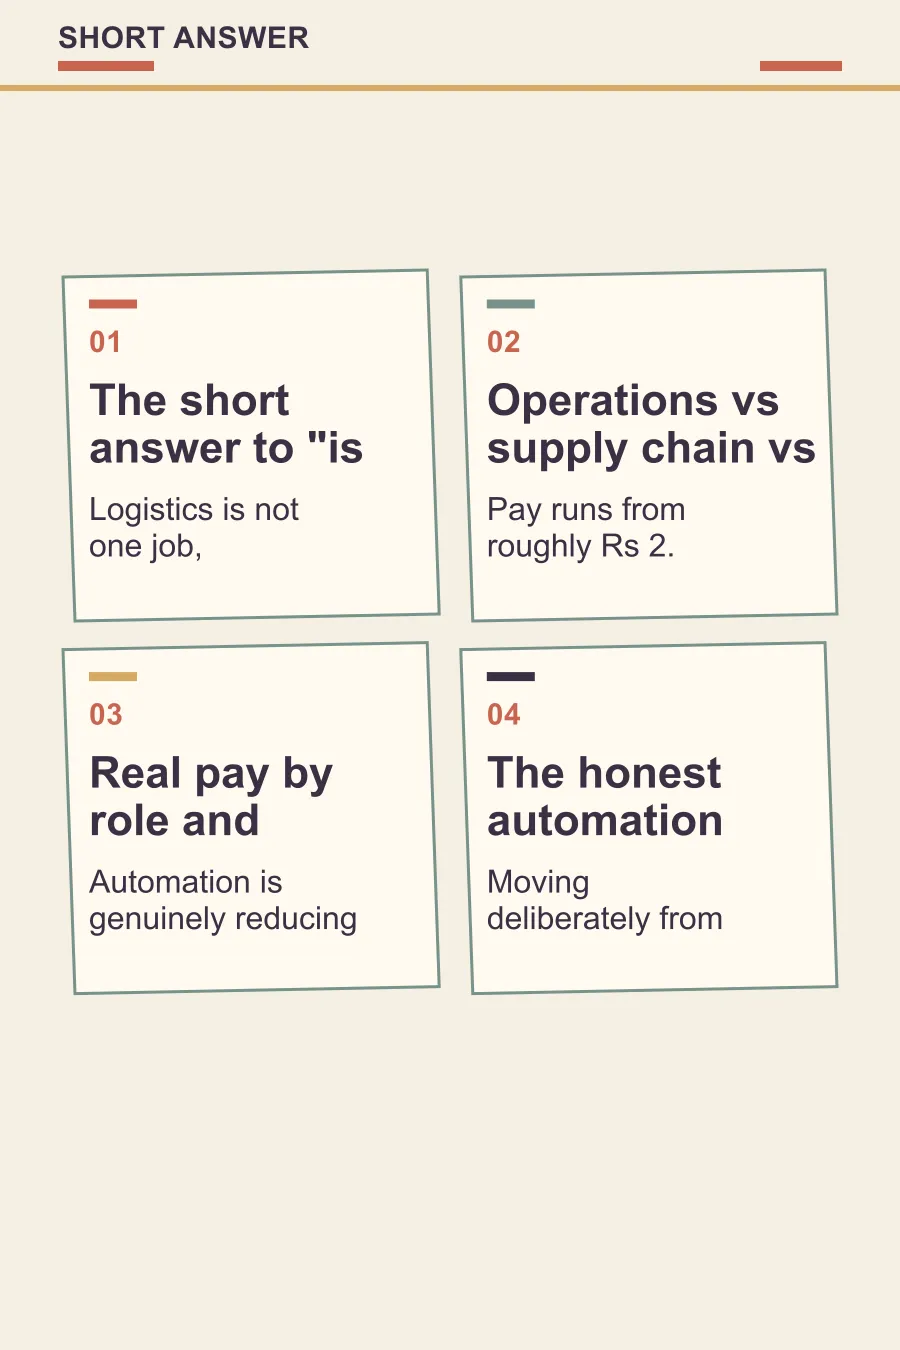 SHORT ANSWER
01
The short
answer to "is
Logistics is not
one job,
02
Operations vs
supply chain vs
Pay runs from
roughly Rs 2.
03
Real pay by
role and
Automation is
genuinely reducing
04
The honest
automation
Moving
deliberately from